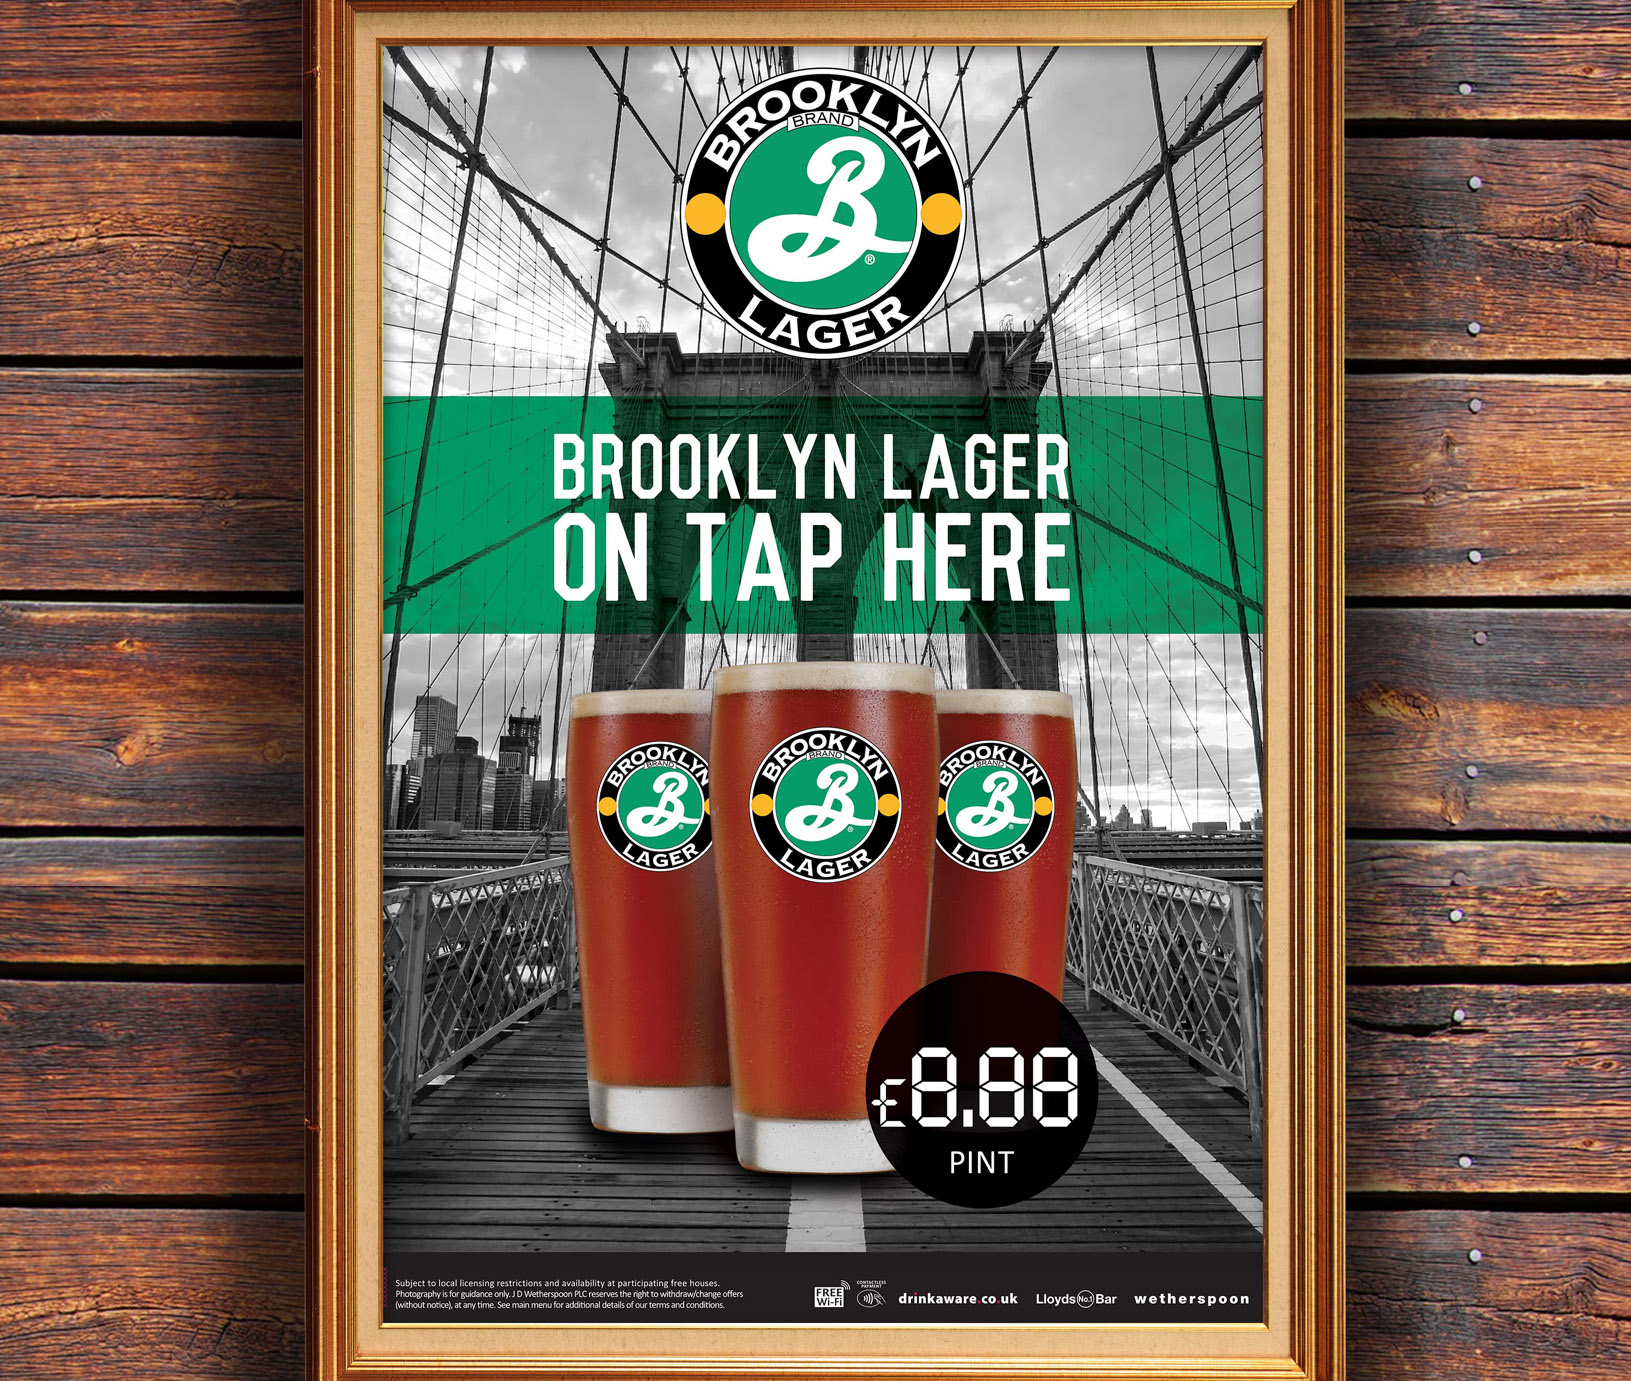 BROOKLYN
BRAND
B®
LAGER
BROOKLYN LAGER
ON TAP HERE
BROOKLYN
BRAND
B®
LAGER
BROOKLYN
BRAND
B®
LAGER
BROOKLYN
BRAND
B®
LAGER
£8.88
PINT
Subject to local licensing restrictions and availability at participating free houses.
Photography is for guidance only. J D Wetherspoon PLC reserves the right to withdraw/change offers
(without notice), at any time. See main menu for additional details of our terms and conditions.
FREE
Wi-Fi
CONTACTLESS
PAYMENT
drinkaware.co.uk
Lloyds No.1 Bar
wetherspoon